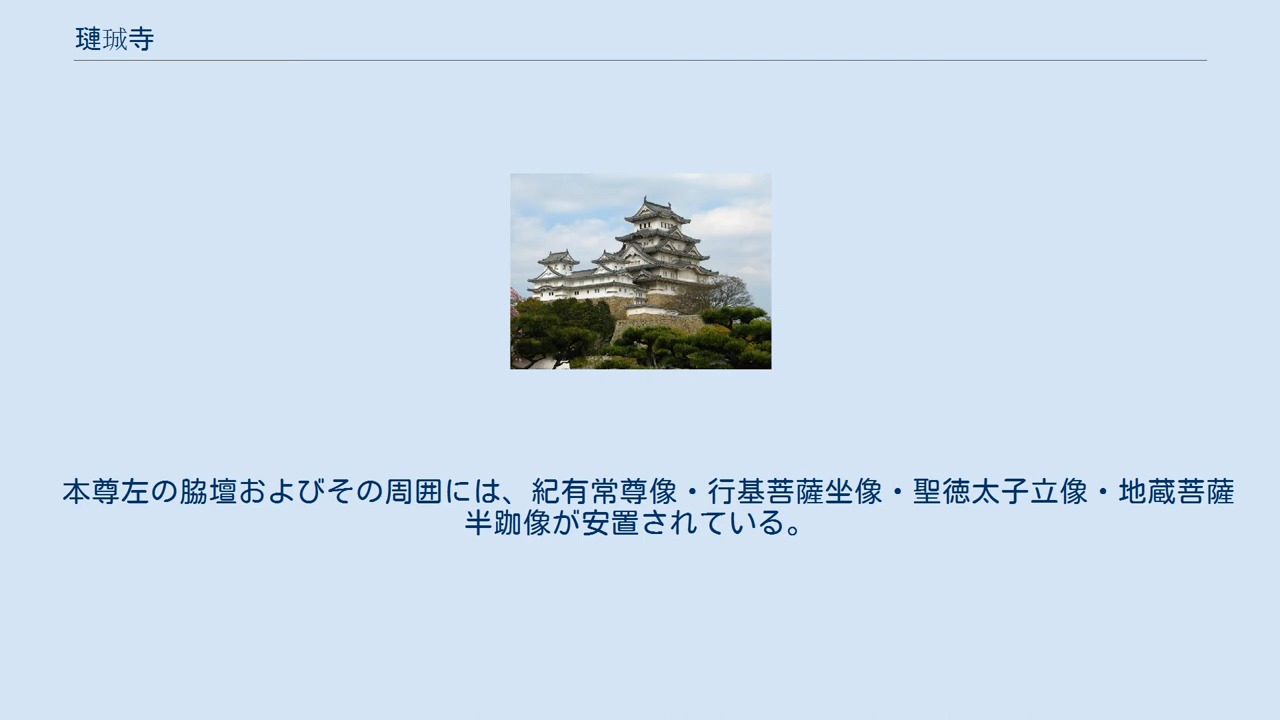 璉珹寺
本尊左の脇壇およびその周囲には、紀有常尊像・行基菩薩坐像・聖徳太子立像・地蔵菩薩
半跏像が安置されている。